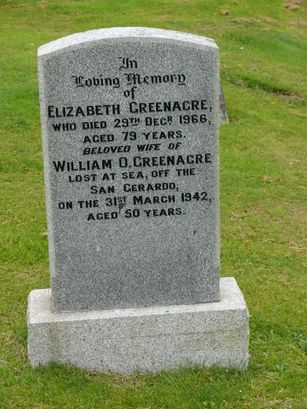 In
Loving Memory
of
ELIZABETH GREENACRE,
WHO DIED 29TH DECR 1966,
AGED 79 YEARS.
BELOVED WIFE OF
WILLIAM O. GREENACRE
LOST AT SEA, OFF THE
SAN GERARDO,
ON THE 31ST MARCH 1942,
AGED 50 YEARS.